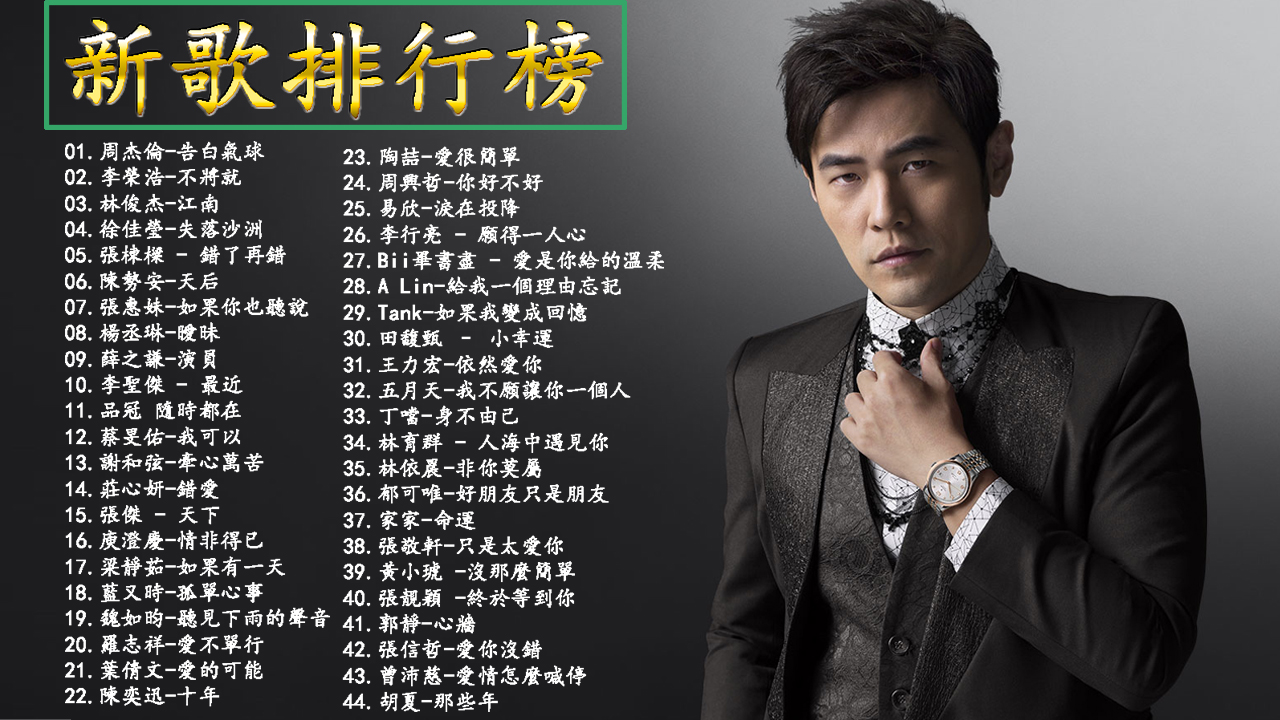 新歌排行榜
01.周杰倫-告白氣球
02.李榮浩-不將就
03.林俊杰-江南
04.徐佳瑩-失落沙洲
05.張棟樑 - 錯了再錯
06.陳勢安-天后
07.張惠妹-如果你也聽說
08.楊丞琳-曖昧
09.薛之謙-演員
10.李聖傑 - 最近
11.品冠 隨時都在
12.蔡旻佑-我可以
13.謝和弦-牽心萬苦
14.莊心妍-錯愛
15.張傑 - 天下
16.庾澄慶-情非得已
17.梁靜茹-如果有一天
18.藍又時-孤單心事
19.魏如昀-聽見下雨的聲音
20.羅志祥-愛不單行
21.葉倩文-愛的可能
22.陳奕迅-十年
23.陶喆-愛很簡單
24.周興哲-你好不好
25.易欣-淚在投降
26.李行亮 - 願得一人心
27.Bii畢書盡 - 愛是你給的溫柔
28.A Lin-給我一個理由忘記
29.Tank-如果我變成回憶
30.田馥甄 - 小幸運
31.王力宏-依然愛你
32.五月天-我不願讓你一個人
33.丁噹-身不由己
34.林育群 - 人海中遇見你
35.林依晨-非你莫屬
36.郁可唯-好朋友只是朋友
37.家家-命運
38.張敬軒-只是太愛你
39.黃小琥 -沒那麼簡單
40.張靚穎 -終於等到你
41.郭靜-心牆
42.張信哲-愛你沒錯
43.曾沛慈-愛情怎麼喊停
44.胡夏-那些年